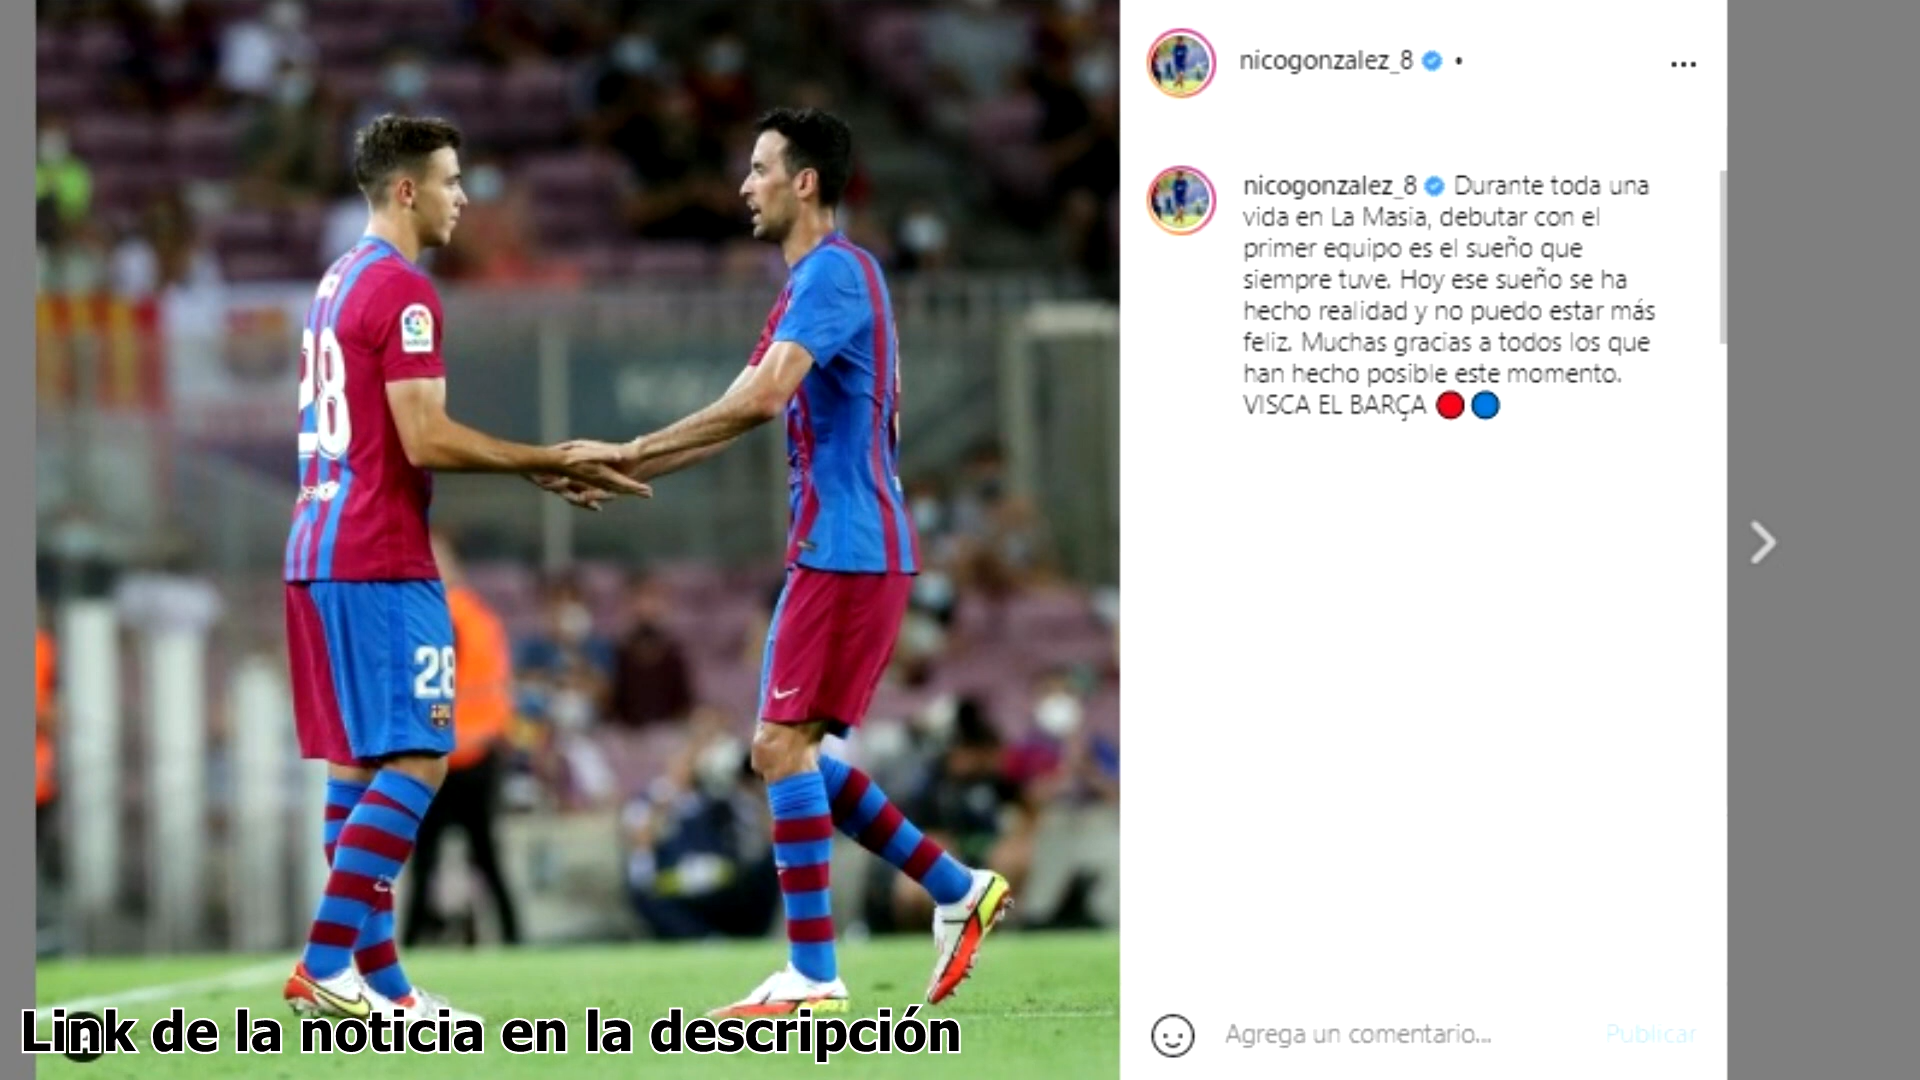 nicogonzalez_8 •
nicogonzalez_8 Durante toda una
vida en La Masia, debutar con el
primer equipo es el sueño que
siempre tuve. Hoy ese sueño se ha
hecho realidad y no puedo estar más
feliz. Muchas gracias a todos los que
han hecho posible este momento.
VISCA EL BARÇA
28
28
Agrega un comentario...
Publicar
Link de la noticia en la descripción